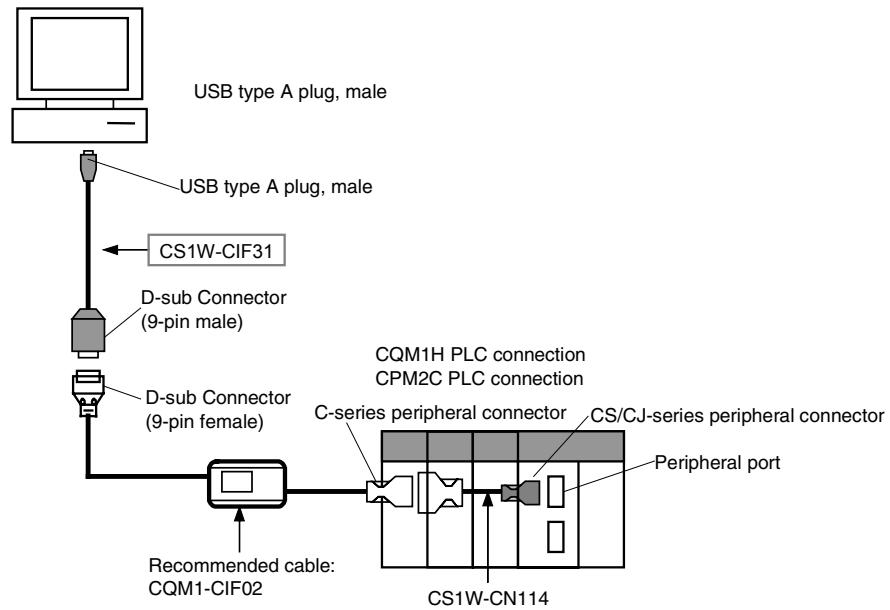 USB type A plug, male
USB type A plug, male
CS1W-CIF31
D-sub Connector
(9-pin male)
CQM1H PLC connection
CPM2C PLC connection
D-sub Connector
(9-pin female)
C-series peripheral connector
CS/CJ-series peripheral connector
Peripheral port
Recommended cable:
CQM1-CIF02
CS1W-CN114